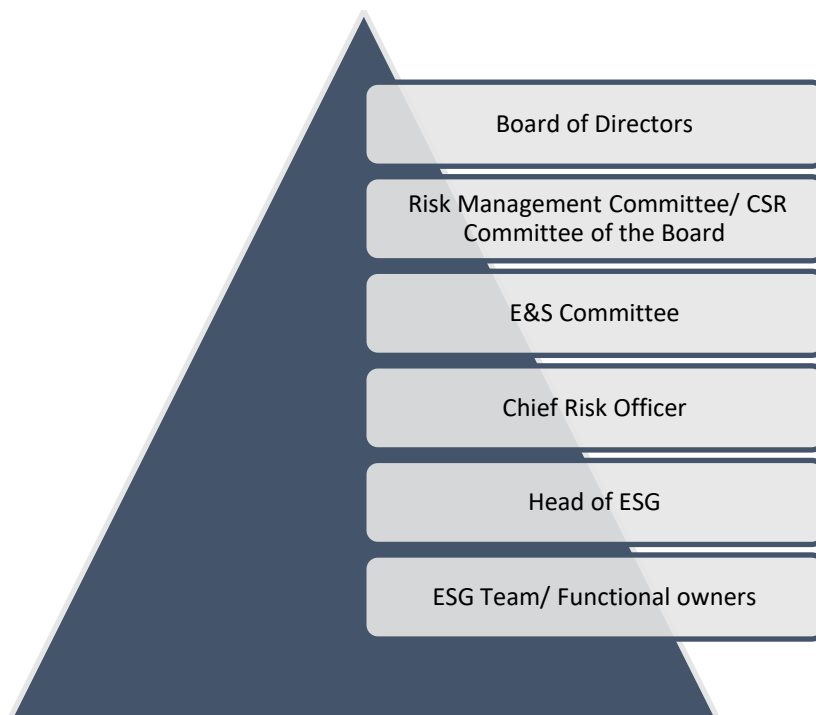 Board of Directors
Risk Management Committee/ CSR
Committee of the Board
E&S Committee
Chief Risk Officer
Head of ESG
ESG Team/ Functional owners